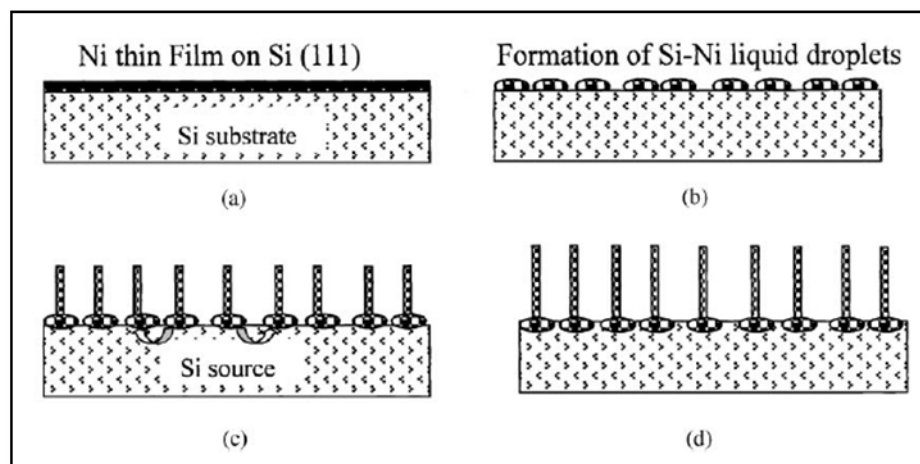 Ni thin Film on Si (111)
Formation of Si-Ni liquid droplets
Si substrate
(a)
(b)
Si source
(c)
(d)